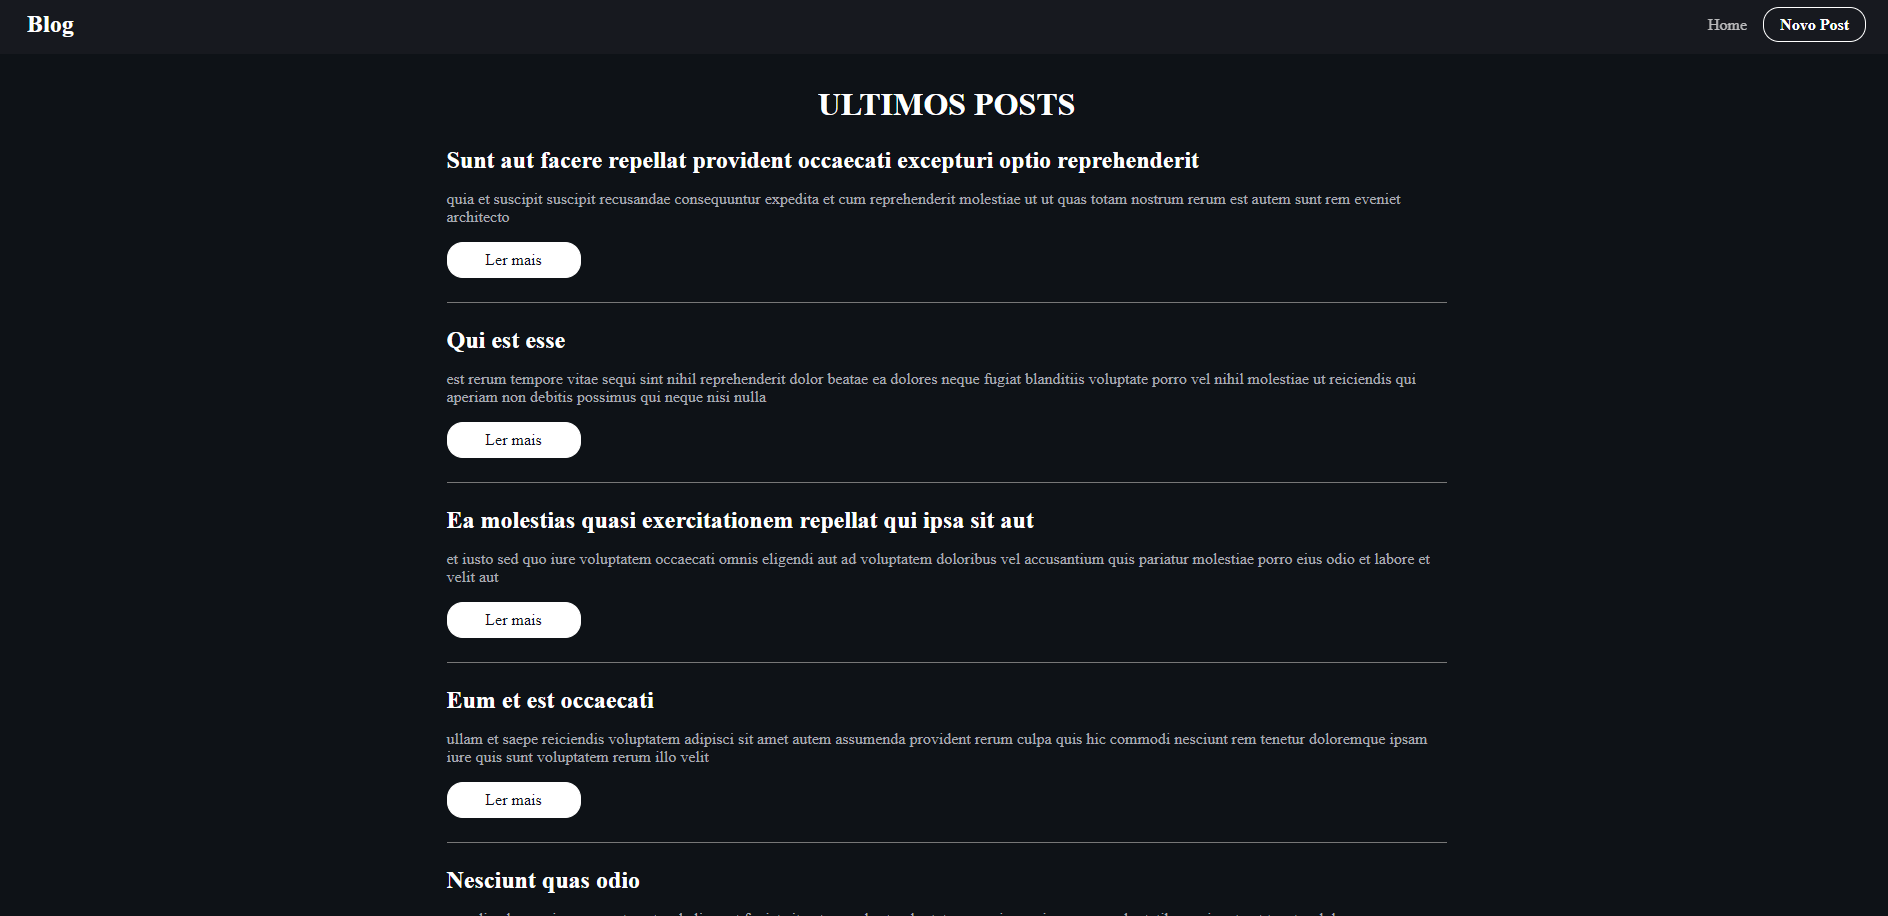 Blog
Home
Novo Post
ULTIMOS POSTS
Sunt aut facere repellat provident occaecati excepturi optio reprehenderit
quia et suscipit suscipit recusandae consequuntur expedita et cum reprehenderit molestiae ut ut quas totam nostrum rerum est autem sunt rem eveniet
architecto
Ler mais
Qui est esse
est rerum tempore vitae sequi sint nihil reprehenderit dolor beatae ea dolores neque fugiat blanditiis voluptate porro vel nihil molestiae ut reiciendis qui
aperiam non debitis possimus qui neque nisi nulla
Ler mais
Ea molestias quasi exercitationem repellat qui ipsa sit aut
et iusto sed quo iure voluptatem occaecati omnis eligendi aut ad voluptatem doloribus vel accusantium quis pariatur molestiae porro eius odio et labore et
velit aut
Ler mais
Eum et est occaecati
ullam et saepe reiciendis voluptatem adipisci sit amet autem assumenda provident rerum culpa quis hic commodi nesciunt rem tenetur doloremque ipsam
iure quis sunt voluptatem rerum illo velit
Ler mais
Nesciunt quas odio